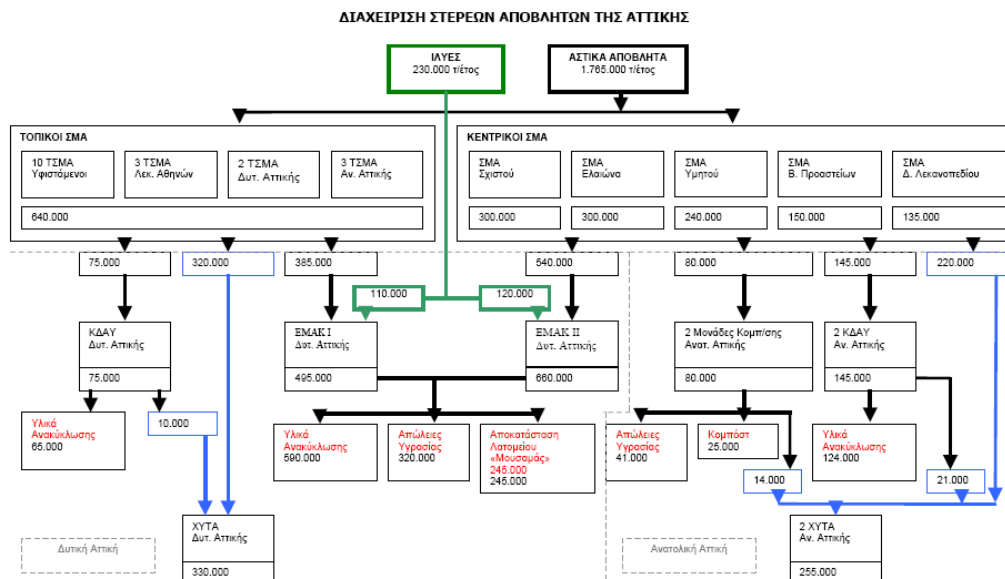 ΔΙΑΧΕΙΡΙΣΗ ΣΤΕΡΕΩΝ ΑΠΟΒΛΗΤΩΝ ΤΗΣ ΑΤΤΙΚΗΣ
ΙΛΥΕΣ
230.000 τ/έτος
ΑΣΤΙΚΑ ΑΠΟΒΛΗΤΑ
1.765.000 τ/έτος
ΤΟΠΙΚΟΙ ΣΜΑ
10 ΤΣΜΑ
Υφιστάμενοι
3 ΤΣΜΑ
Λεκ. Αθηνών
2 ΤΣΜΑ
Δυτ. Αττικής
3 ΤΣΜΑ
Αν. Αττικής
640.000
ΚΕΝΤΡΙΚΟΙ ΣΜΑ
ΣΜΑ
Σχιστού
ΣΜΑ
Ελαιώνα
ΣΜΑ
Υμητού
ΣΜΑ
Β. Προαστείων
ΣΜΑ
Δ. Λεκανοπεδίου
300.000
300.000
240.000
150.000
135.000
75.000
320.000
385.000
540.000
80.000
145.000
220.000
110.000
120.000
ΚΔΑΥ
Δυτ. Αττικής
75.000
ΕΜΑΚ Ι
Δυτ. Αττικής
495.000
ΕΜΑΚ ΙΙ
Δυτ. Αττικής
660.000
2 Μονάδες Κομπ/σης
Ανατ. Αττικής
80.000
2 ΚΔΑΥ
Αν. Αττικής
145.000
Υλικά
Ανακύκλωσης
65.000
10.000
Υλικά
Ανακύκλωσης
590.000
Απώλειες
Υγρασίας
320.000
Αποκατάσταση
Λατομείου
«Μουσαμάς»
245.000
245.000
Απώλειες
Υγρασίας
41.000
Κομπόστ
25.000
14.000
Υλικά
Ανακύκλωσης
124.000
21.000
ΧΥΤΑ
Δυτ. Αττικής
330.000
2 ΧΥΤΑ
Αν. Αττικής
255.000
Δυτική Αττική
Ανατολική Αττική